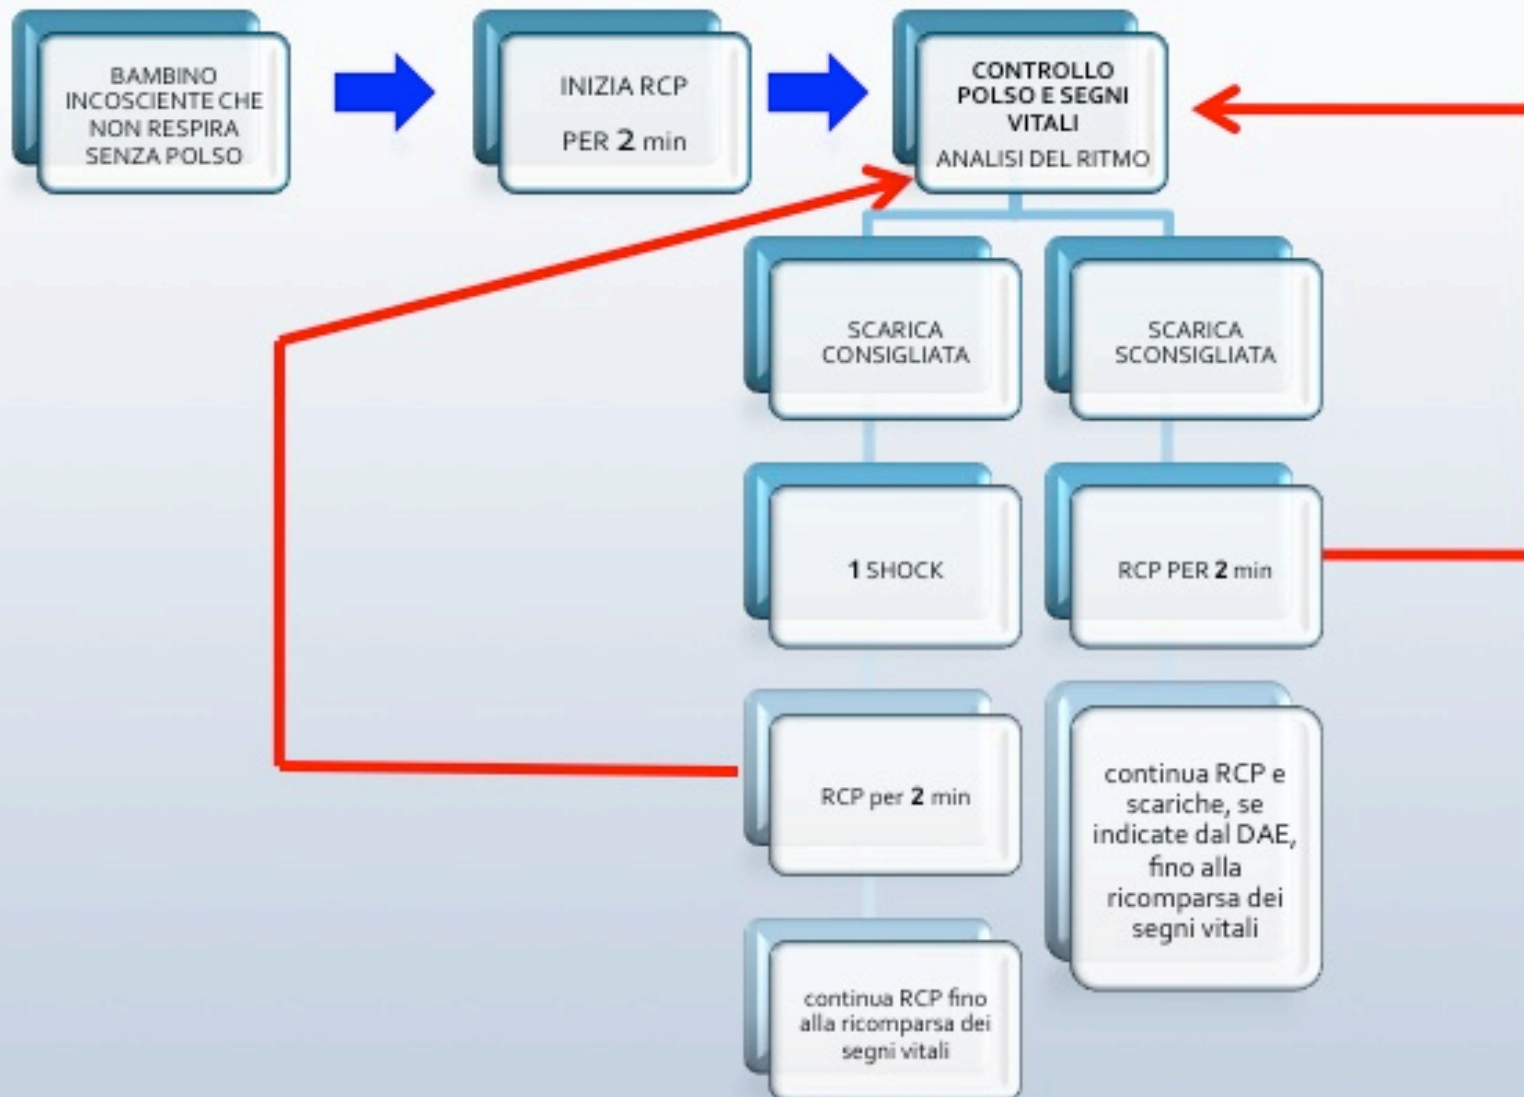 BAMBINO
INCOSCIENTE CHE
NON RESPIRA
SENZA POLSO
INIZIA RCP
PER 2 min
CONTROLLO
POLSO E SEGNI
VITALI
ANALISI DEL RITMO
SCARICA
CONSIGLIATA
SCARICA
SCONSIGLIATA
1 SHOCK
RCP PER 2 min
RCP per 2 min
continua RCP e
scariche, se
indicate dal DAE,
fino alla
ricomparsa dei
segni vitali
continua RCP fino
alla ricomparsa dei
segni vitali